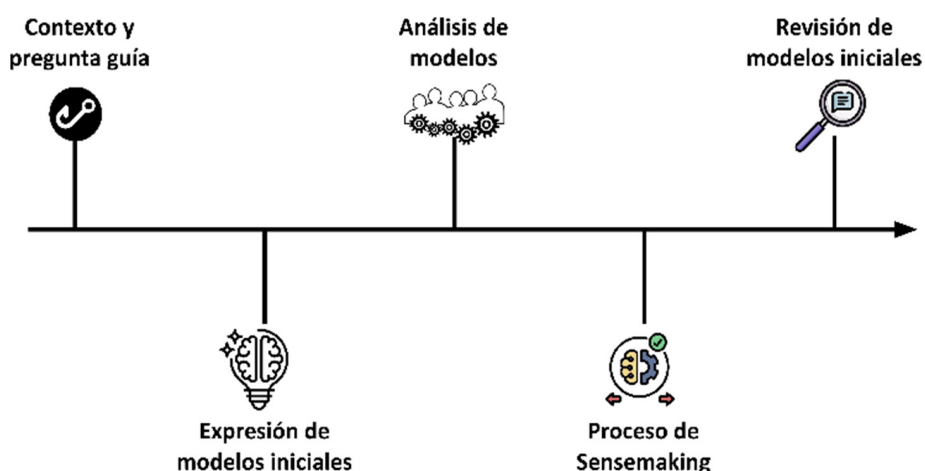 Contexto y
pregunta guía
Análisis de
modelos
Revisión de
modelos iniciales
Expresión de
modelos iniciales
Proceso de
Sensemaking